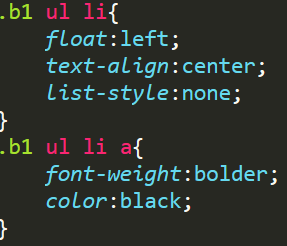 .b1 ul li{
    float:left;
    text-align:center;
    list-style:none;
}
.b1 ul li a{
    font-weight:bolder;
    color:black;
}